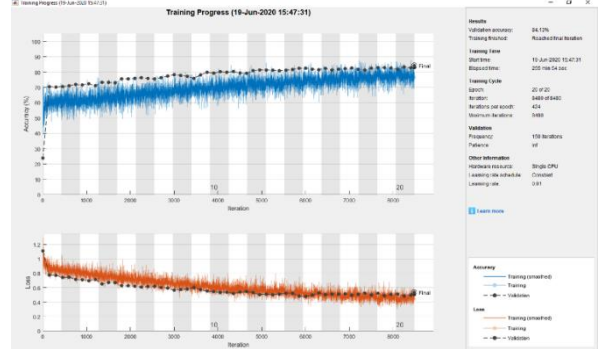 Training Progress (19-Jun-2020 15:47:31)
Training Progress (19-Jun-2020 15:47:31)
Accuracy (%)
100
90
80
70
60
50
40
30
20
10
0
Final
10
20
0
1000
2000
3000
4000
5000
6000
7000
8000
Iteration
Loss
1.2
1
0.8
0.6
0.4
0.2
0
Final
10
20
0
1000
2000
3000
4000
5000
6000
7000
8000
Iteration
Results
Validation accuracy:
Training finished: Reached final iteration
Training Time
Start time: 19-Jun-2020 15:47:31
Elapsed time: 259 min 54 sec
Training Cycle
Epoch: 20 of 20
Iteration: 8480 of 8480
Iterations per epoch: 424
Maximum iterations: 8480
Validation
Frequency: iterations
Patience: Inf
Other Information
Hardware resource: Single
Learning rate schedule: Constant
Learning rate: 0.01
Learn more
Accuracy
Training (smoothed)
Training
Validation
Loss
Training (smoothed)
Training
Validation